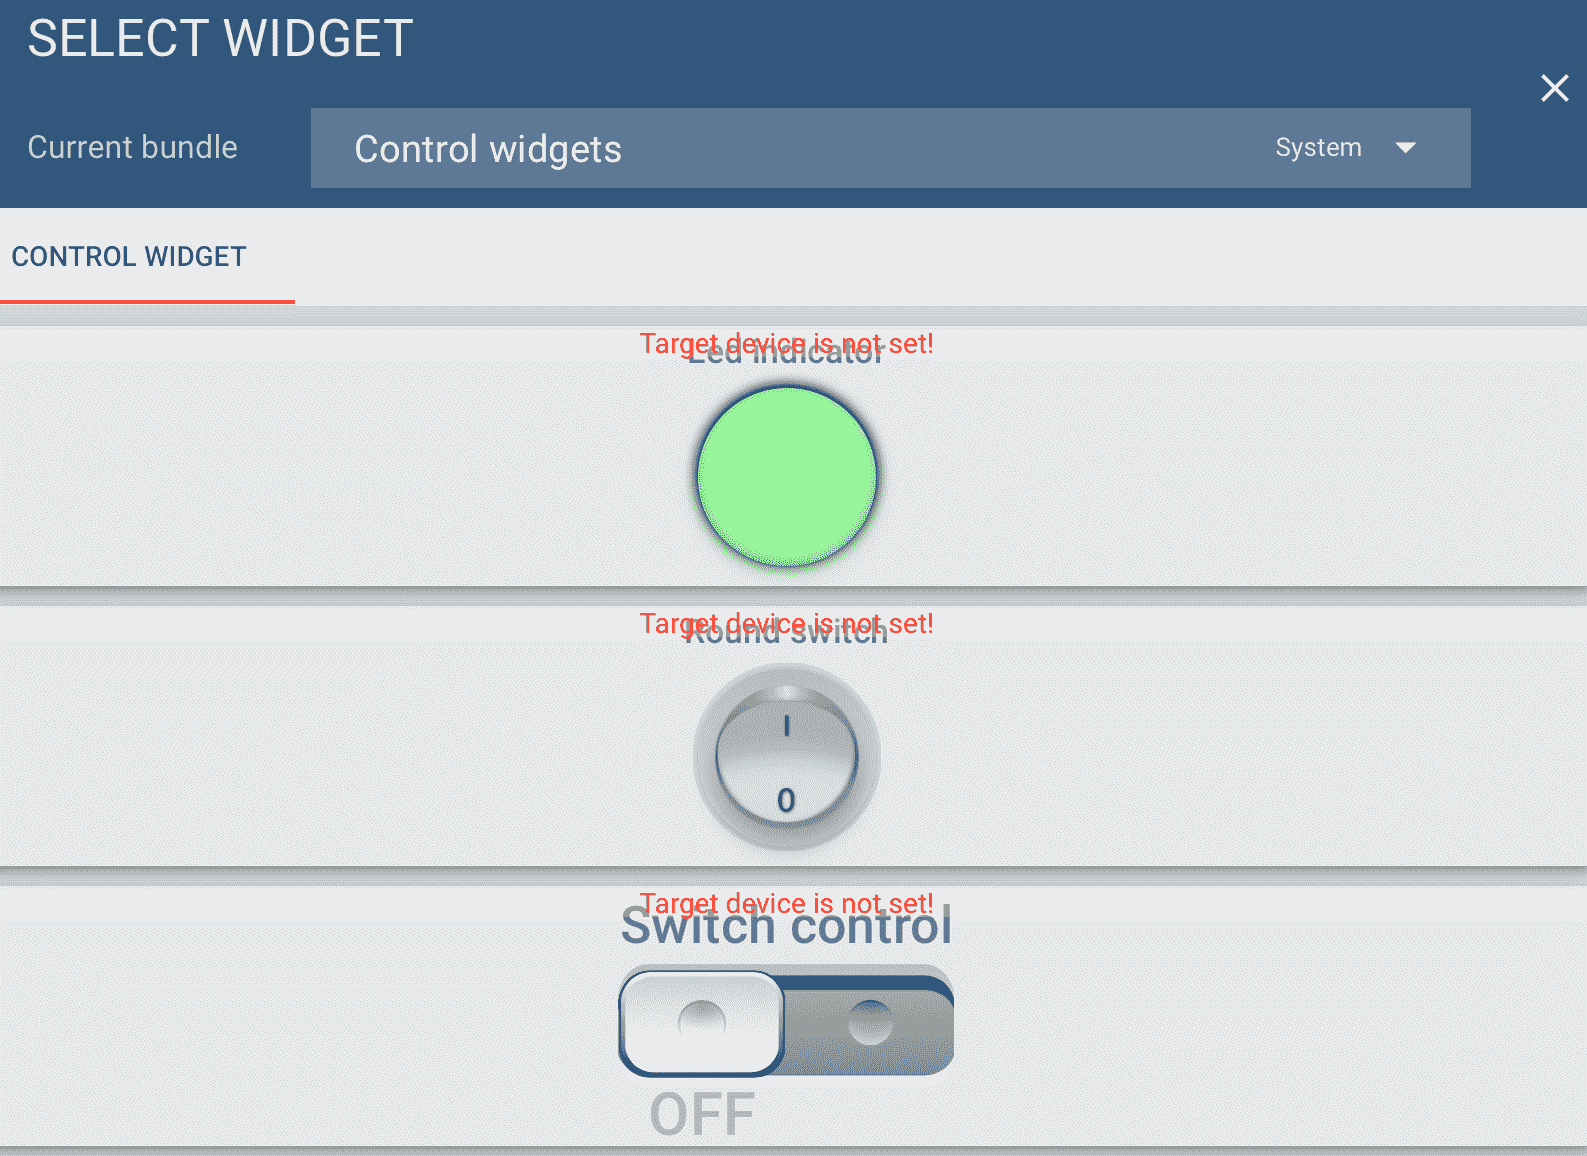 SELECT WIDGET
Current bundle
Control widgets
System
CONTROL WIDGET
Target device is not set!
Led indicator
Target device is not set!
Round switch
I
0
Target device is not set!
Switch control
OFF